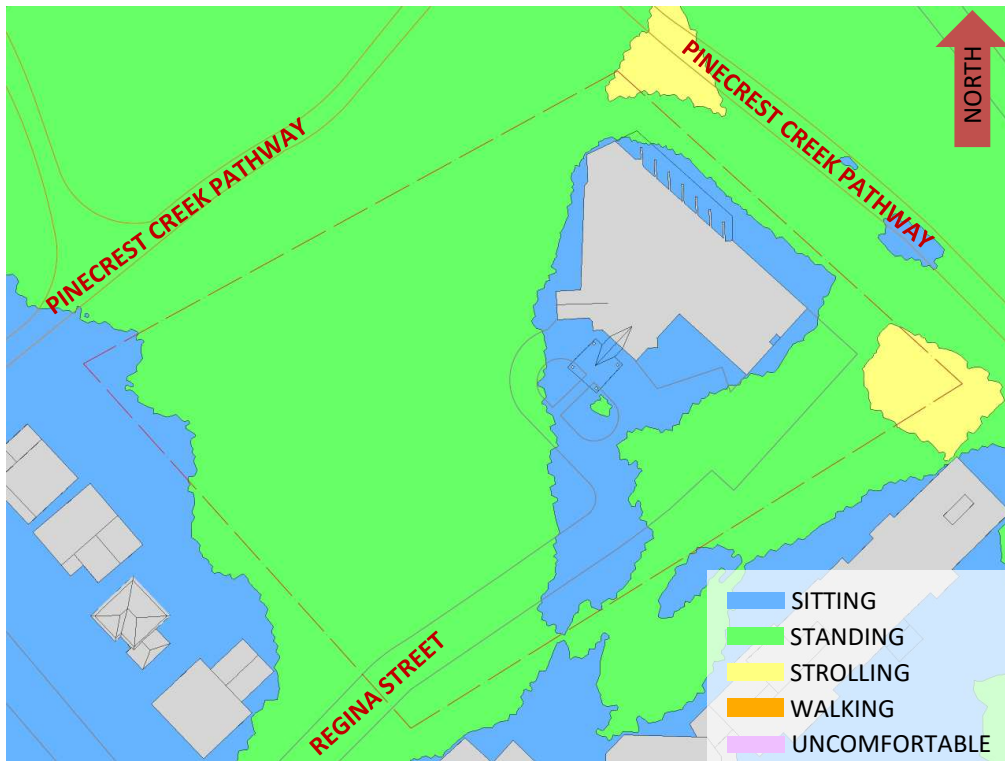 PINECREST CREEK PATHWAY
NORTH
PINECREST CREEK PATHWAY
REGINA STREET
SITTING
STANDING
STROLLING
WALKING
UNCOMFORTABLE